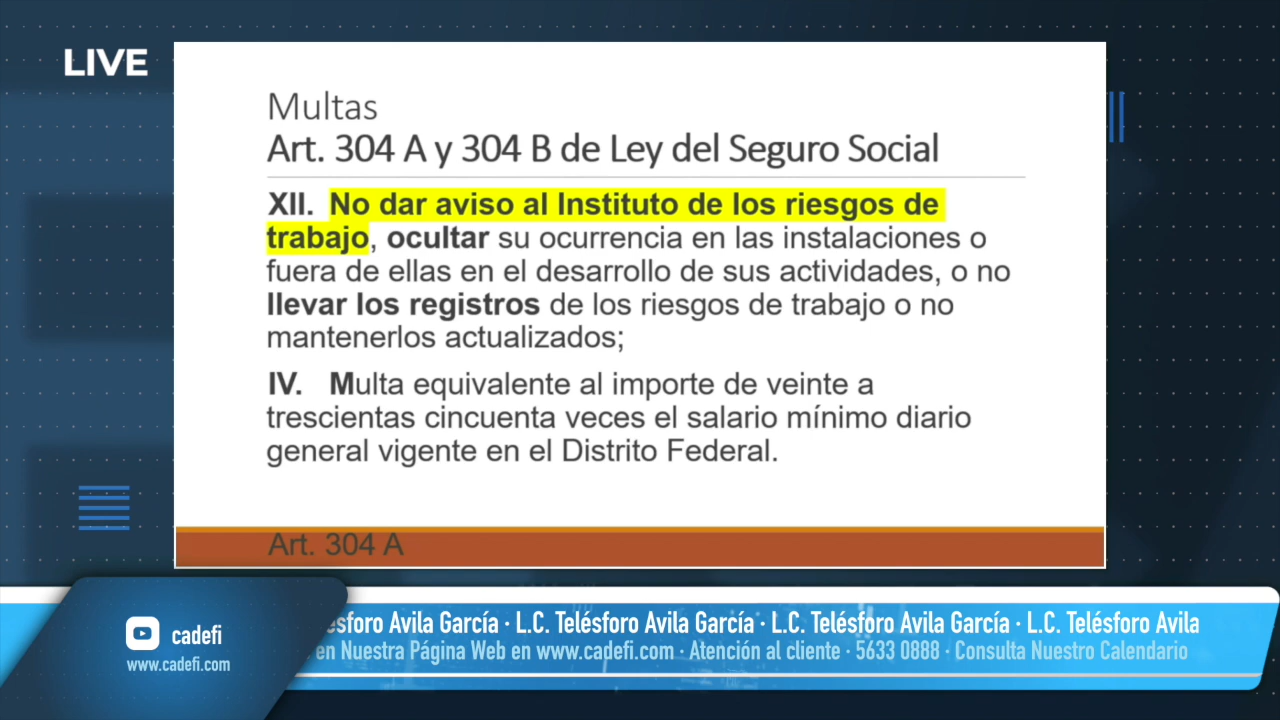 LIVE
Multas
Art. 304 A y 304 B de Ley del Seguro Social
XII. No dar aviso al Instituto de los riesgos de
trabajo, ocultar su ocurrencia en las instalaciones o
fuera de ellas en el desarrollo de sus actividades, o no
llevar los registros de los riesgos de trabajo o no
mantenerlos actualizados;
IV. Multa equivalente al importe de veinte a
trescientas cincuenta veces el salario mínimo diario
general vigente en el Distrito Federal.
Art. 304 A
cadefi
www.cadefi.com
Avila García · L.C. Telésforo Avila García · L.C. Telésforo Avila García · L.C. Telésforo Avila
en Nuestra Página Web en www.cadefi.com · Atención al cliente · 5633 0888 · Consulta Nuestro Calendario